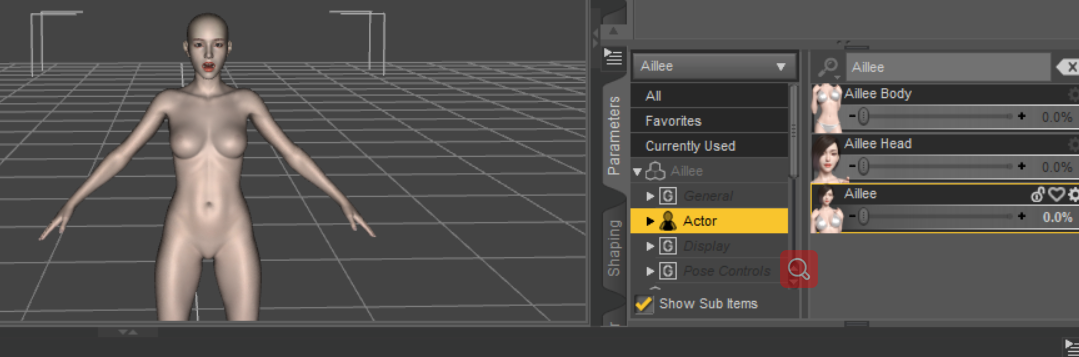 Aillee
All
Favorites
Currently Used
Aillee
General
Actor
Display
Pose Controls
Show Sub Items
Parameters
Shaping
Aillee
Aillee Body
- + 0.0%
Aillee Head
- + 0.0%
Aillee
- + 0.0%